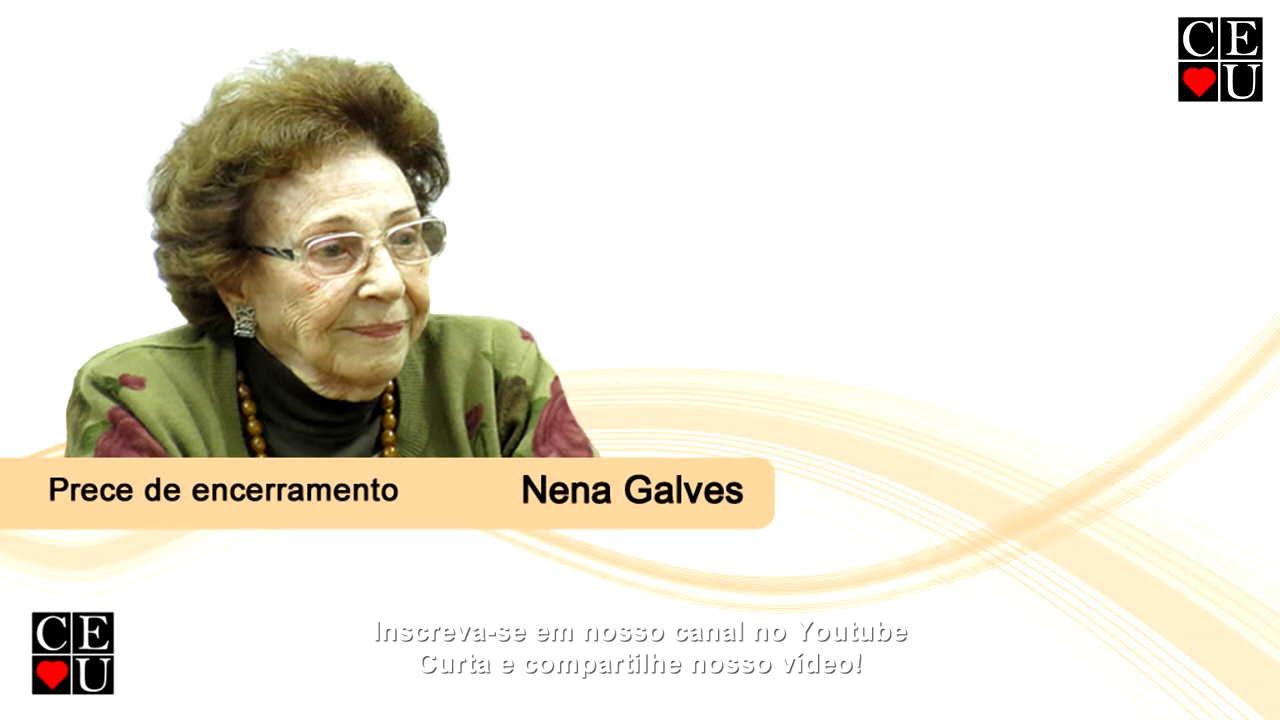 CE
U
Prece de encerramento Nena Galves
CE
U
Inscreva-se em nosso canal no Youtube
Curta e compartilhe nosso vídeo!